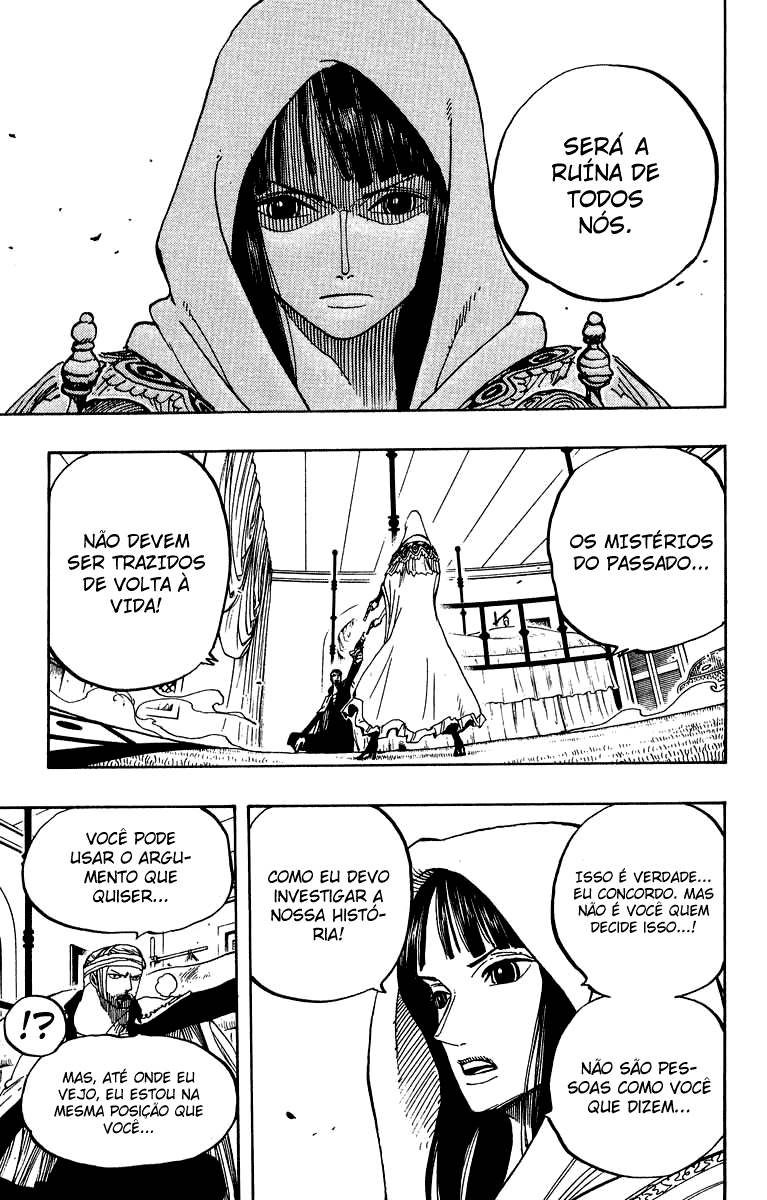 SERÁ A
RUÍNA DE
TODOS
NÓS.
OS MISTÉRIOS
DO PASSADO...
NÃO DEVEM
SER TRAZIDOS
DE VOLTA À
VIDA!
ISSO É VERDADE...
EU CONCORDO. MAS
NÃO É VOCÊ QUEM
DECIDE ISSO...!
NÃO SÃO PES-
SOAS COMO VOCÊ
QUE DIZEM...
COMO EU DEVO
INVESTIGAR A
NOSSA HISTÓ-
RIA!
VOCÊ PODE
USAR O ARGU-
MENTO QUE
QUISER...
!?
MAS, ATÉ ONDE EU
VEJO, EU ESTOU NA
MESMA POSIÇÃO QUE
VOCÊ...